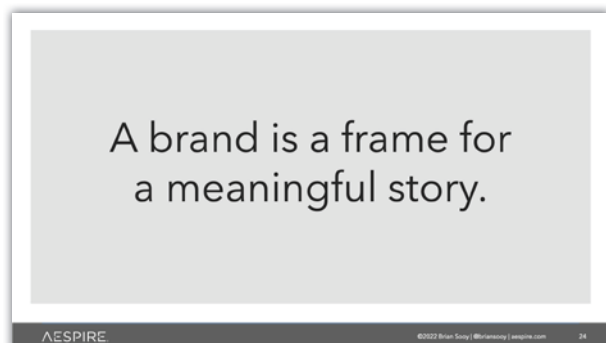 A brand is a frame for
a meaningful story.
AESPIRE
©2022 Brian Sooy | @briansooy | aespire.com 24